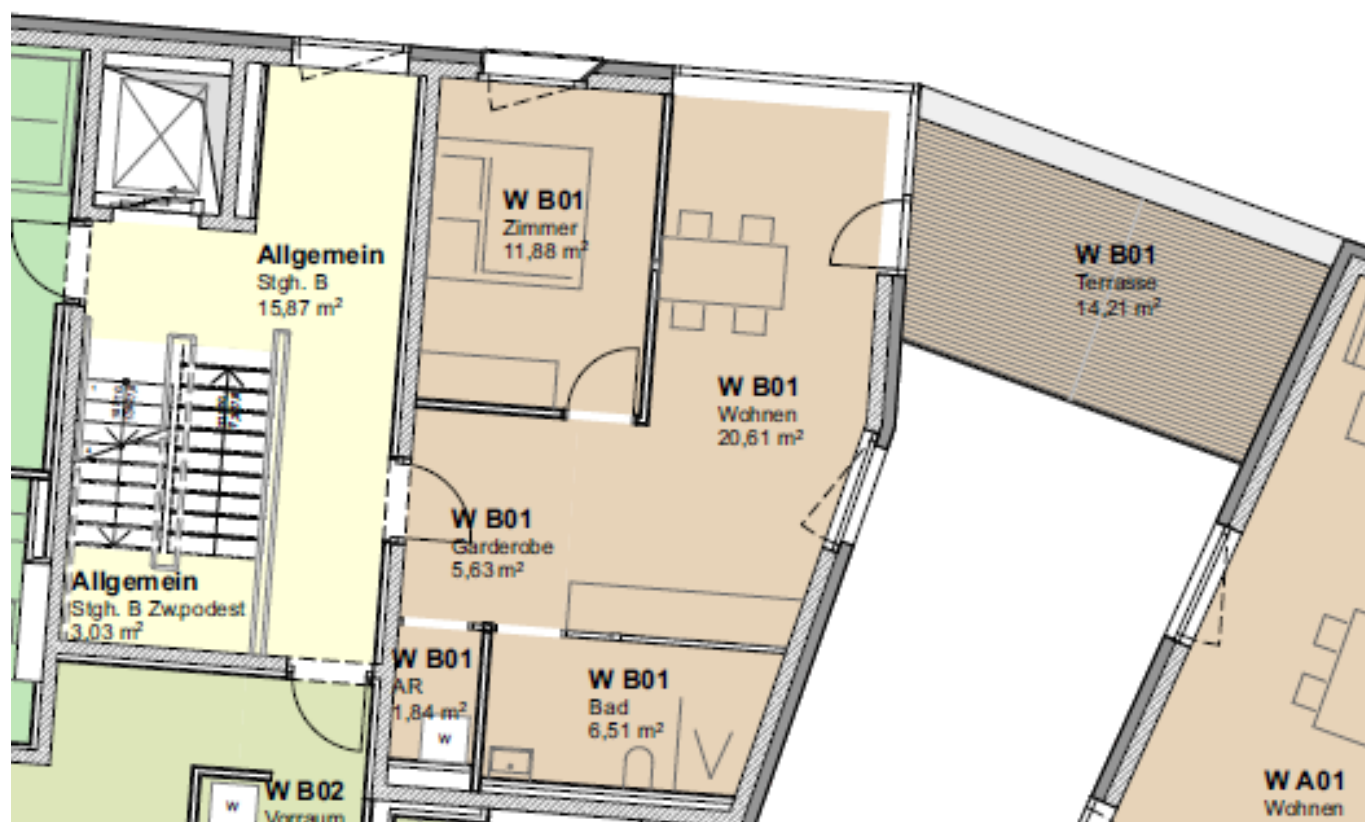 W B01
Zimmer
11,88 m²
Allgemein
Stgh. B
15,87 m²
W B01
Terrasse
14,21 m²
W B01
Wohnen
20,61 m²
W B01
Garderobe
5,63 m²
Allgemein
Stgh. B Zw.podest
3,03 m²
W B01
AR
1,84 m²
W
W B01
Bad
6,51 m²
W B02
Vorraum
W
W A01
Wohnen